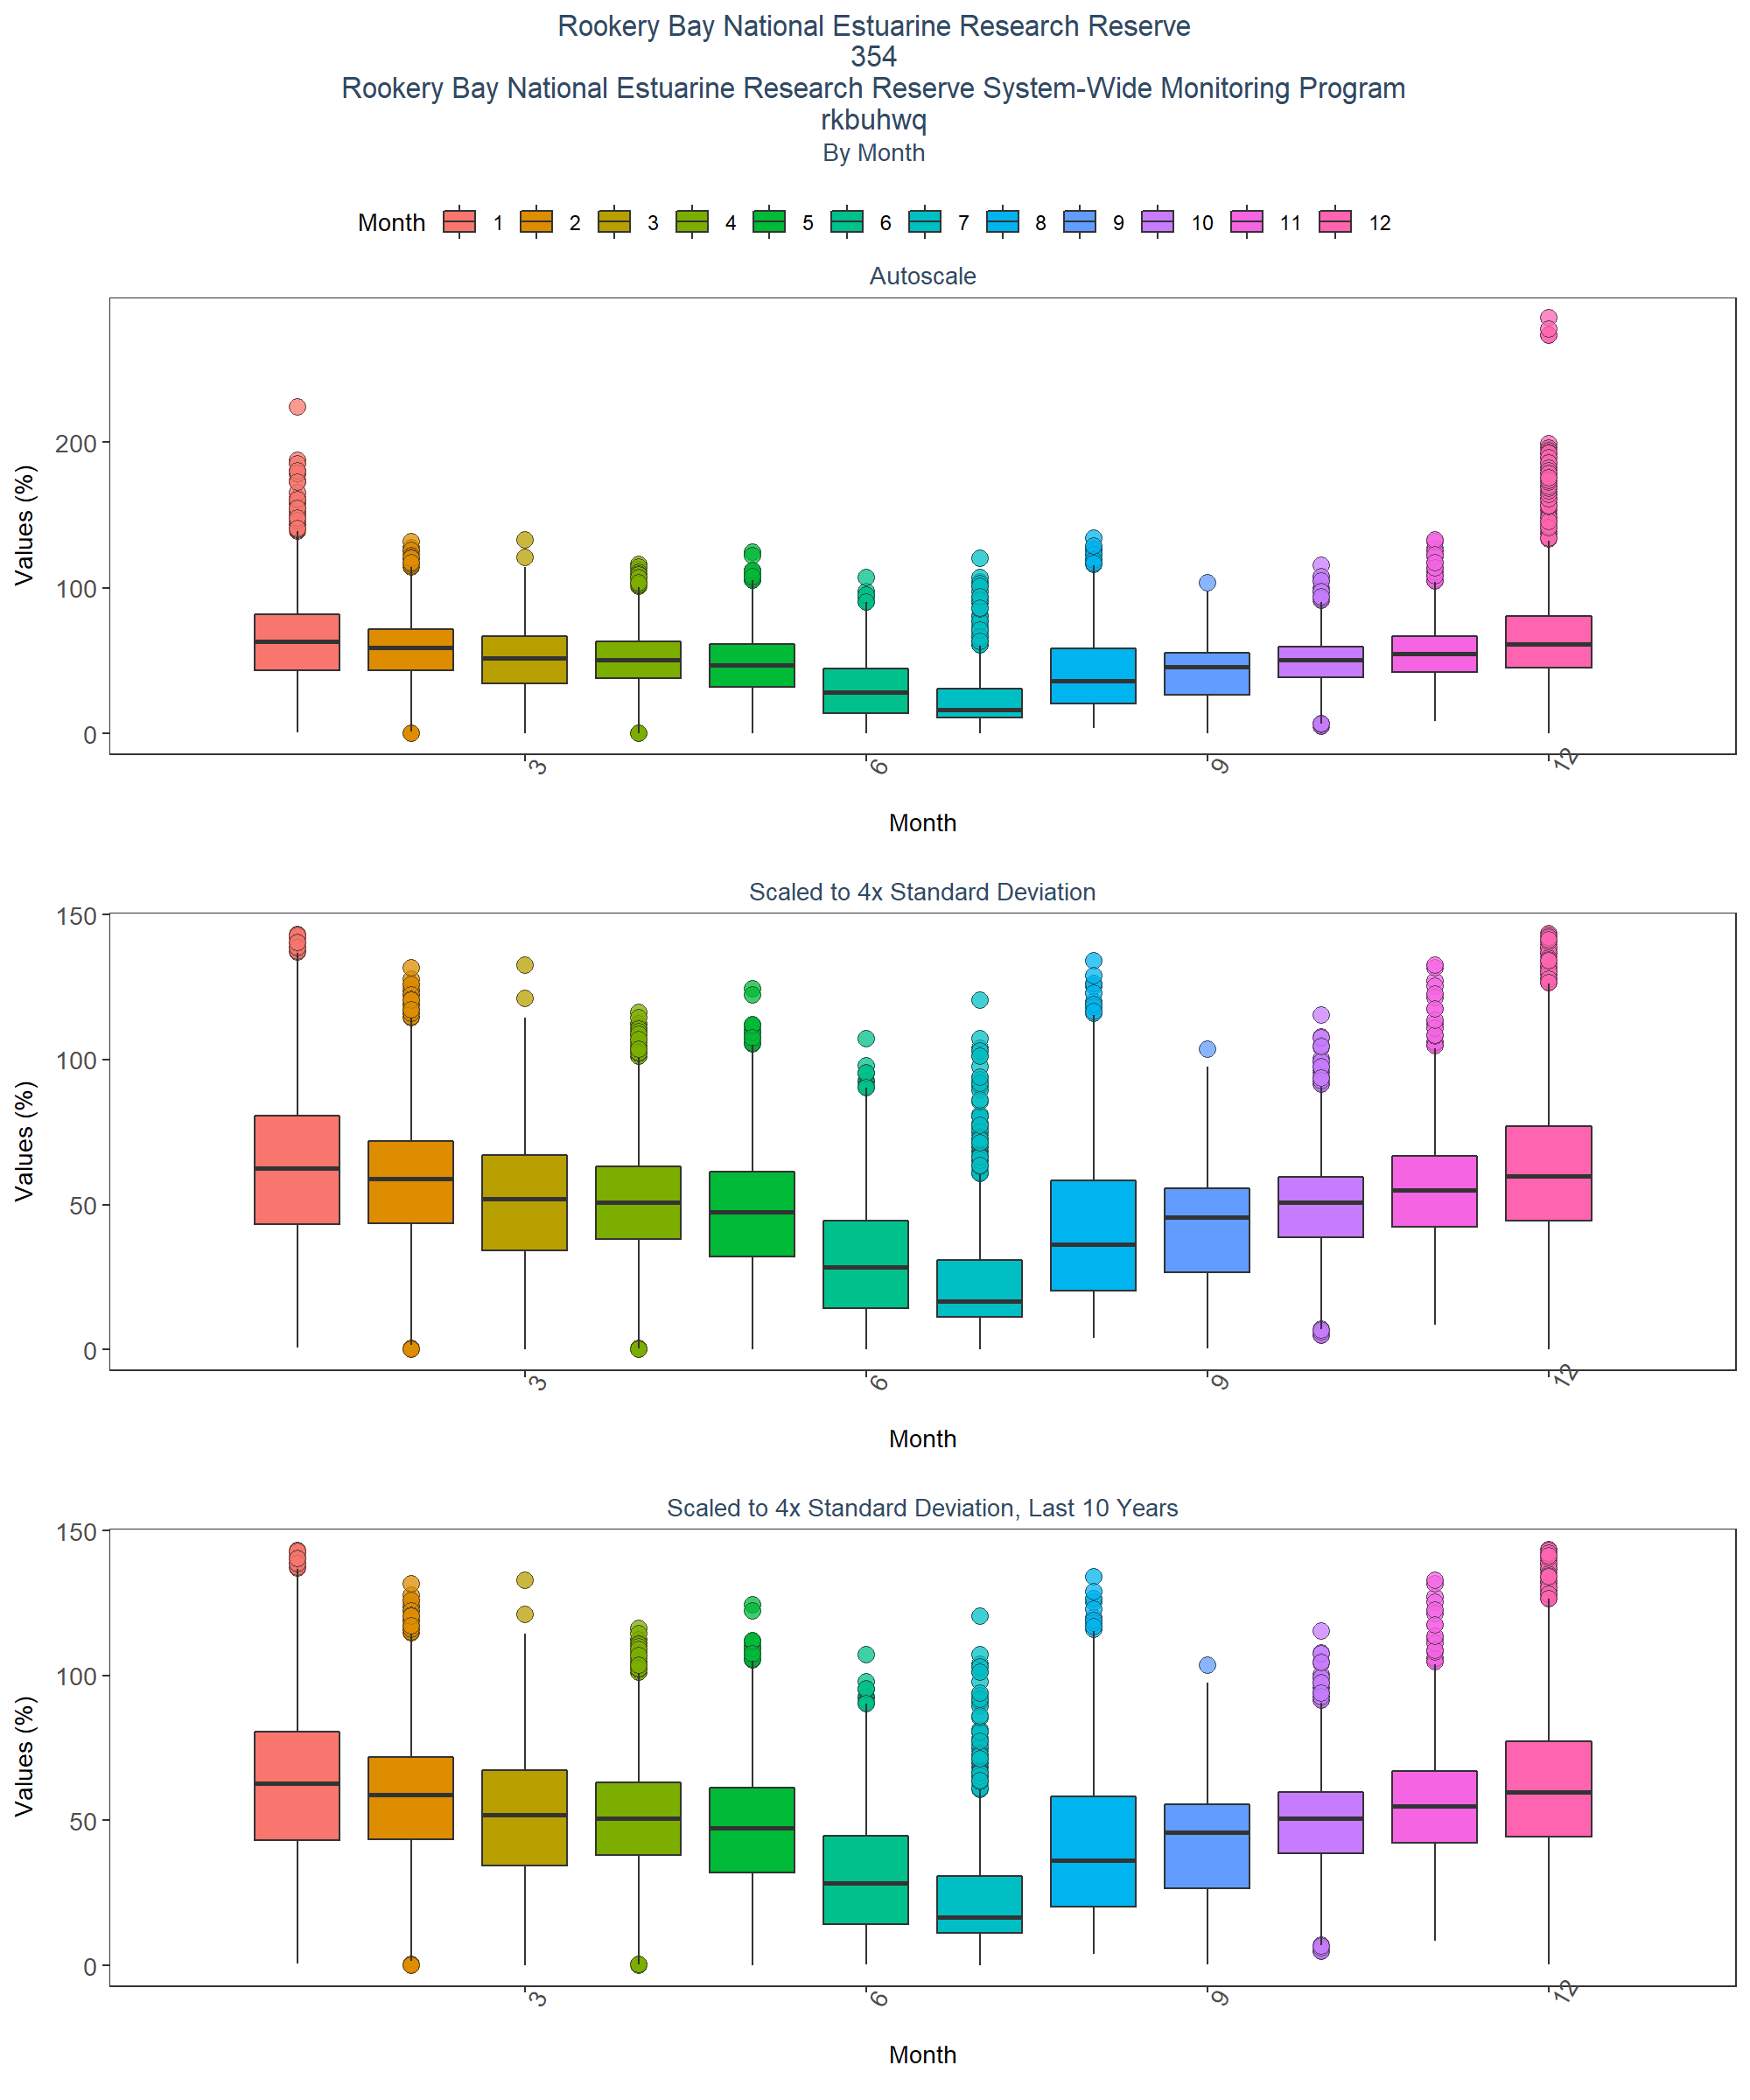 Rookery Bay National Estuarine Research Reserve
354
Rookery Bay National Estuarine Research Reserve System-Wide Monitoring Program
rkbuhwq
By Month
Month 1 2 3 4 5 6 7 8 9 10 11 12
Autoscale
Values (%)
200
100
0
3 6 9 12
Month
Scaled to 4x Standard Deviation
Values (%)
150
100
50
0
3 6 9 12
Month
Scaled to 4x Standard Deviation, Last 10 Years
Values (%)
150
100
50
0
3 6 9 12
Month